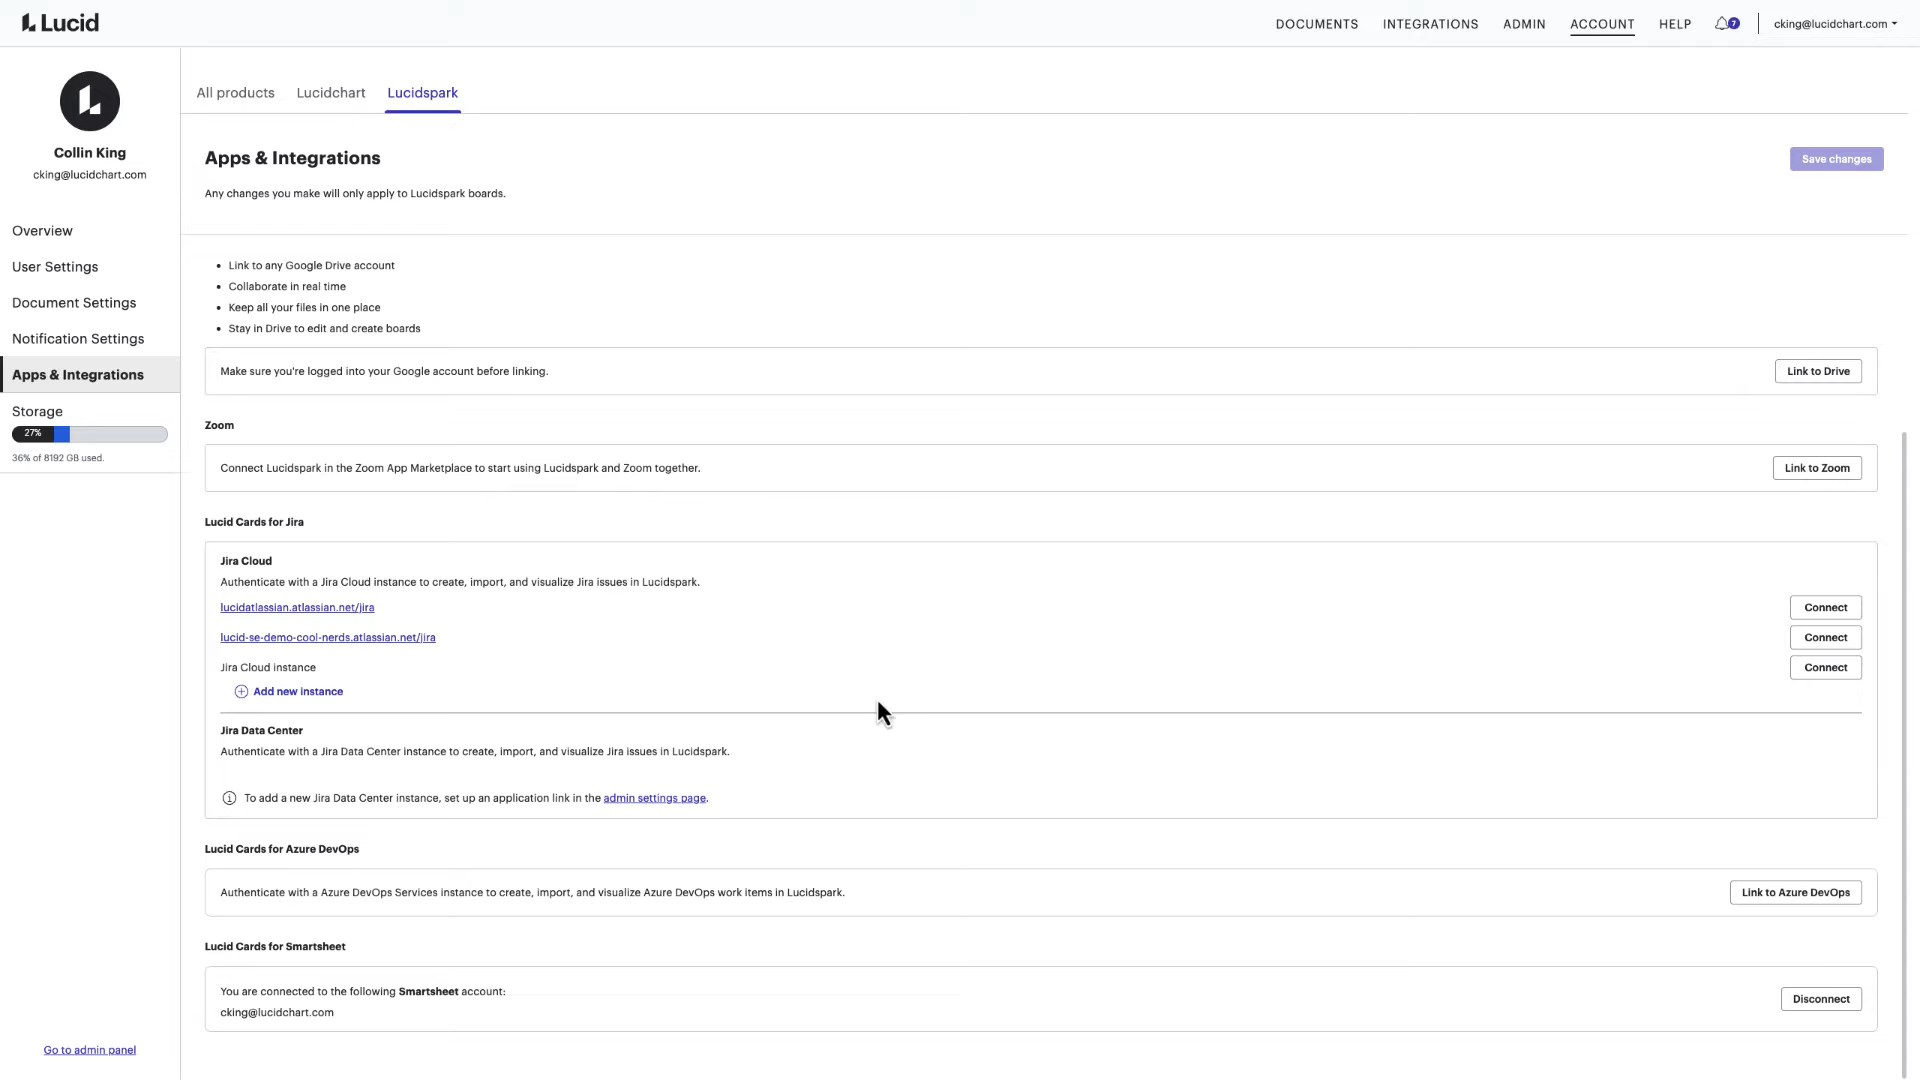 Lucid
DOCUMENTS
INTEGRATIONS
ADMIN
ACCOUNT
HELP
7
cking@lucidchart.com
Collin King
cking@lucidchart.com
Overview
User Settings
Document Settings
Notification Settings
Apps & Integrations
Storage
27%
36% of 8192 GB used.
Go to admin panel
All products
Lucidchart
Lucidspark
Apps & Integrations
Save changes
Any changes you make will only apply to Lucidspark boards.
• Link to any Google Drive account
• Collaborate in real time
• Keep all your files in one place
• Stay in Drive to edit and create boards
Make sure you're logged into your Google account before linking.
Link to Drive
Zoom
Connect Lucidspark in the Zoom App Marketplace to start using Lucidspark and Zoom together.
Link to Zoom
Lucid Cards for Jira
Jira Cloud
Authenticate with a Jira Cloud instance to create, import, and visualize Jira issues in Lucidspark.
lucidatlassian.atlassian.net/jira
Connect
lucid-se-demo-cool-nerds.atlassian.net/jira
Connect
Jira Cloud instance
Connect
Add new instance
Jira Data Center
Authenticate with a Jira Data Center instance to create, import, and visualize Jira issues in Lucidspark.
To add a new Jira Data Center instance, set up an application link in the admin settings page.
Lucid Cards for Azure DevOps
Authenticate with a Azure DevOps Services instance to create, import, and visualize Azure DevOps work items in Lucidspark.
Link to Azure DevOps
Lucid Cards for Smartsheet
You are connected to the following Smartsheet account:
cking@lucidchart.com
Disconnect